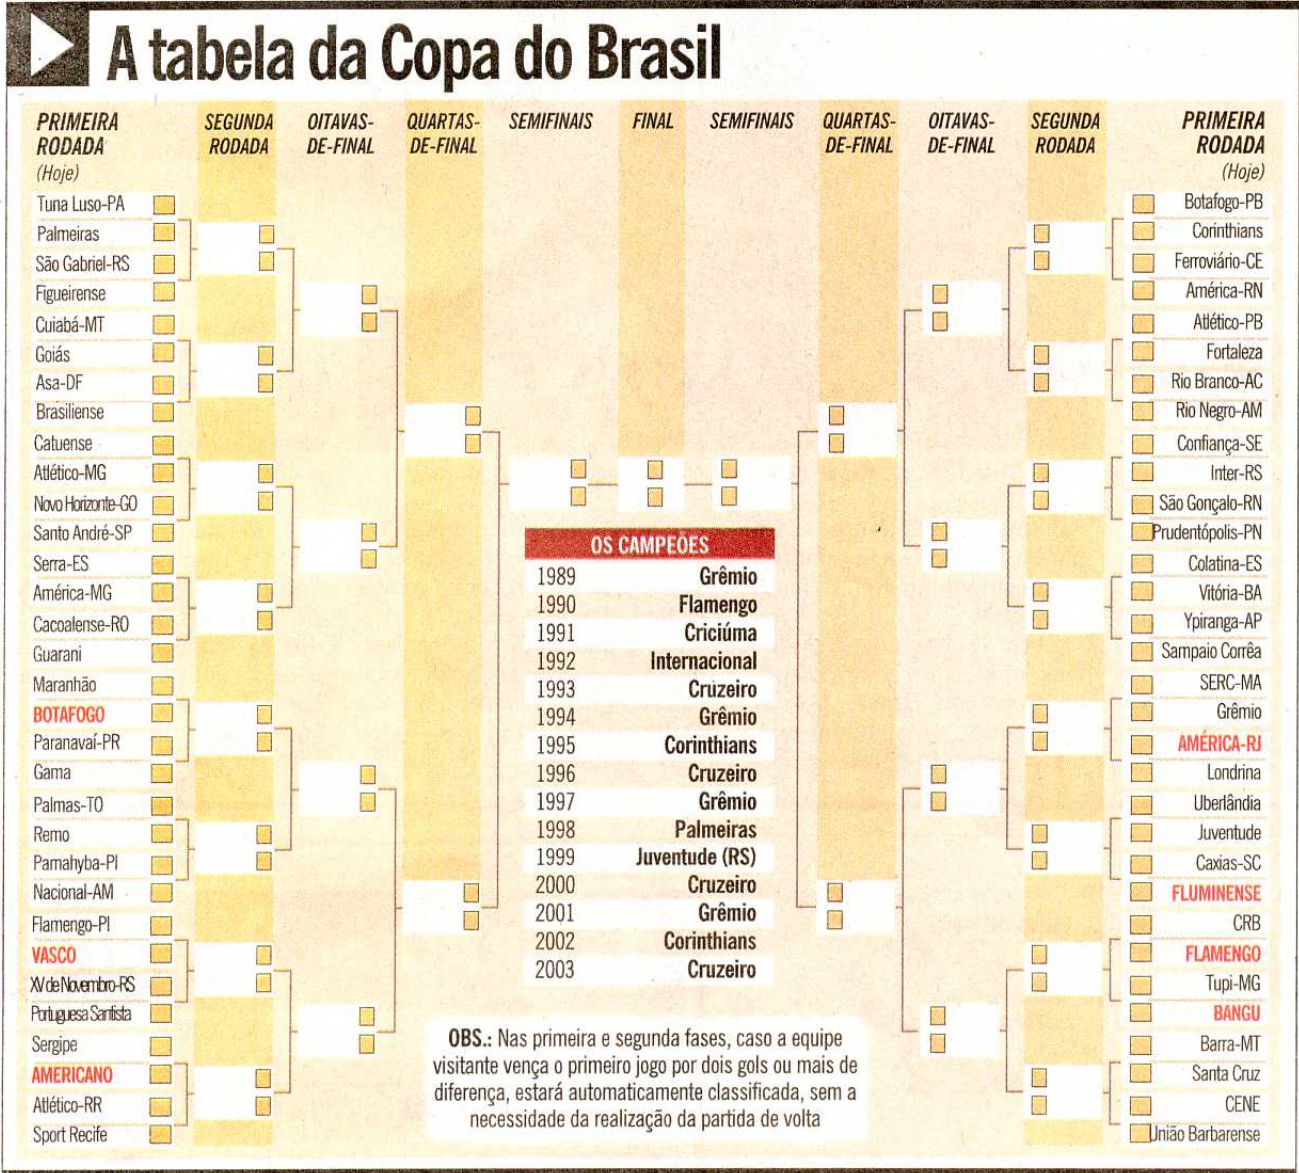 A tabela da Copa do Brasil
PRIMEIRA
RODADA
(Hoje)
SEGUNDA
RODADA
OITAVAS-
DE-FINAL
QUARTAS-
DE-FINAL
SEMIFINAIS
FINAL
SEMIFINAIS
QUARTAS-
DE-FINAL
OITAVAS-
DE-FINAL
SEGUNDA
RODADA
PRIMEIRA
RODADA
(Hoje)
Tuna Luso-PA
Palmeiras
São Gabriel-RS
Figueirense
Cuiabá-MT
Goiás
Asa-DF
Brasiliense
Catuense
Atlético-MG
Novo Horizonte-GO
Santo André-SP
Serra-ES
América-MG
Cacoalense-RO
Guarani
Maranhão
BOTAFOGO
Paranavaí-PR
Gama
Palmas-TO
Remo
Parnahyba-PI
Nacional-AM
Flamengo-PI
VASCO
XV de Novembro-RS
Portuguesa Santista
Sergipe
AMERICANO
Atlético-RR
Sport Recife
OS CAMPEÕES
1989 Grêmio
1990 Flamengo
1991 Criciúma
1992 Internacional
1993 Cruzeiro
1994 Grêmio
1995 Corinthians
1996 Cruzeiro
1997 Grêmio
1998 Palmeiras
1999 Juventude (RS)
2000 Cruzeiro
2001 Grêmio
2002 Corinthians
2003 Cruzeiro
OBS.: Nas primeira e segunda fases, caso a equipe
visitante vença o primeiro jogo por dois gols ou mais de
diferença, estará automaticamente classificada, sem a
necessidade da realização da partida de volta
Botafogo-PB
Corinthians
Ferroviário-CE
América-RN
Atlético-PB
Fortaleza
Rio Branco-AC
Rio Negro-AM
Confiança-SE
Inter-RS
São Gonçalo-RN
Prudentópolis-PN
Colatina-ES
Vitória-BA
Ypiranga-AP
Sampaio Corrêa
SERC-MA
Grêmio
AMÉRICA-RJ
Londrina
Uberlândia
Juventude
Caxias-SC
FLUMINENSE
CRB
FLAMENGO
Tupi-MG
BANGU
Barra-MT
Santa Cruz
CENE
União Barbarense